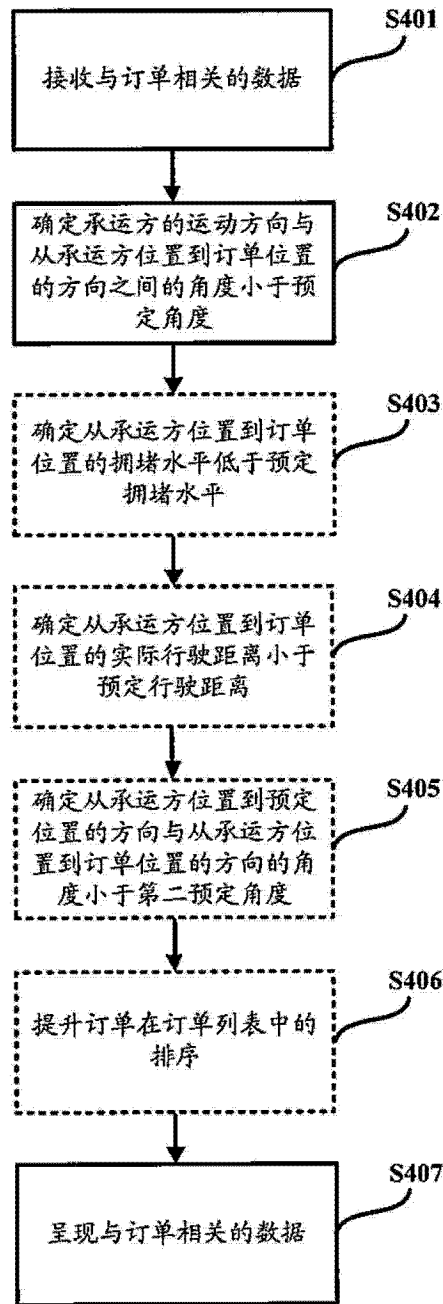 S401
接收与订单相关的数据
S402
确定承运方的运动方向与
从承运方位置到订单位置
的方向之间的角度小于预
定角度
S403
确定从承运方位置到订单
位置的拥堵水平低于预定
拥堵水平
S404
确定从承运方位置到订单
位置的实际行驶距离小于
预定行驶距离
S405
确定从承运方位置到预定
位置的方向与从承运方位
置到订单位置的方向的角
度小于第二预定角度
S406
提升订单在订单列表中的
排序
S407
呈现与订单相关的数据